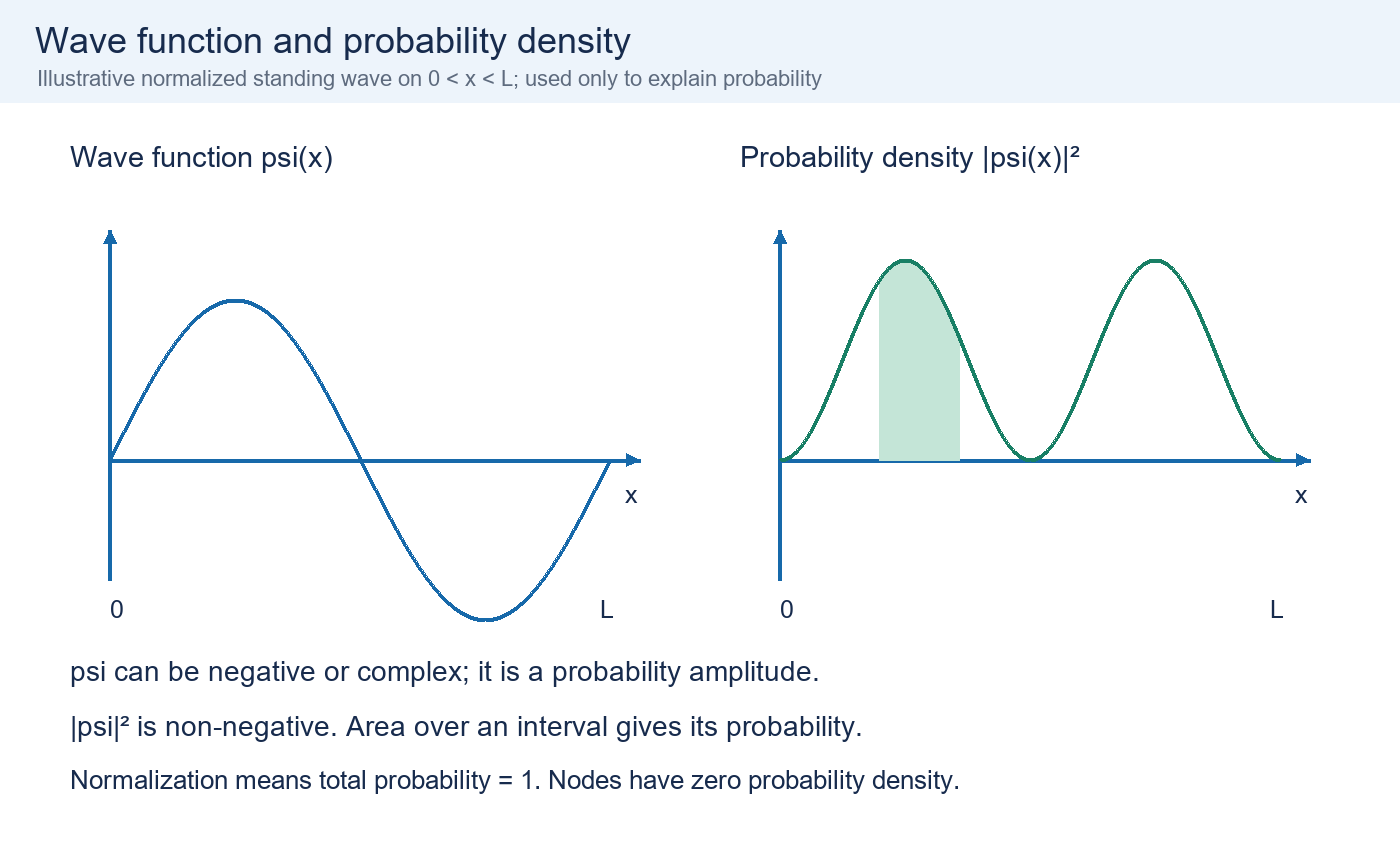 Wave function and probability density
Illustrative normalized standing wave on 0 < x < L; used only to explain probability
Wave function psi(x)
Probability density |psi(x)|²
x
x
0
L
0
L
psi can be negative or complex; it is a probability amplitude.
|psi|² is non-negative. Area over an interval gives its probability.
Normalization means total probability = 1. Nodes have zero probability density.